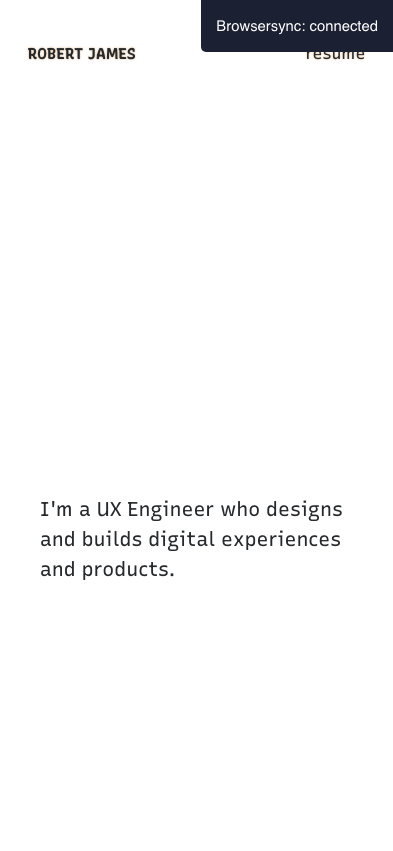 Browsersync: connected
ROBERT JAMES
resume
I'm a UX Engineer who designs
and builds digital experiences
and products.